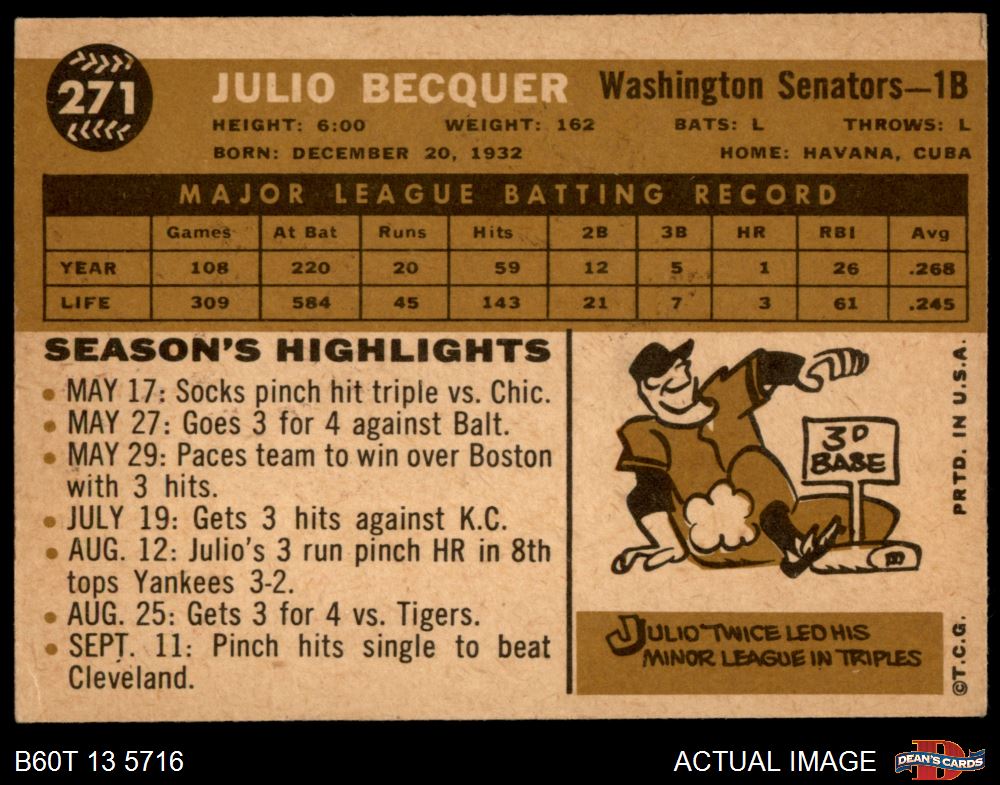 271
JULIO BECQUER Washington Senators—1B
HEIGHT: 6:00 WEIGHT: 162 BATS: L THROWS: L
BORN: DECEMBER 20, 1932 HOME: HAVANA, CUBA
MAJOR LEAGUE BATTING RECORD
Games At Bat Runs Hits 2B 3B HR RBI Avg
YEAR 108 220 20 59 12 5 1 26 .268
LIFE 309 584 45 143 21 7 3 61 .245
SEASON'S HIGHLIGHTS
• MAY 17: Socks pinch hit triple vs. Chic.
• MAY 27: Goes 3 for 4 against Balt.
• MAY 29: Paces team to win over Boston
with 3 hits.
• JULY 19: Gets 3 hits against K.C.
• AUG. 12: Julio's 3 run pinch HR in 8th
tops Yankees 3-2.
• AUG. 25: Gets 3 for 4 vs. Tigers.
• SEPT. 11: Pinch hits single to beat
Cleveland.
3D
BASE
JULIO TWICE LED HIS
MINOR LEAGUE IN TRIPLES
PRTD. IN U.S.A.
©T.C.G.
B60T 13 5716
ACTUAL IMAGE
D
DEAN'S CARDS